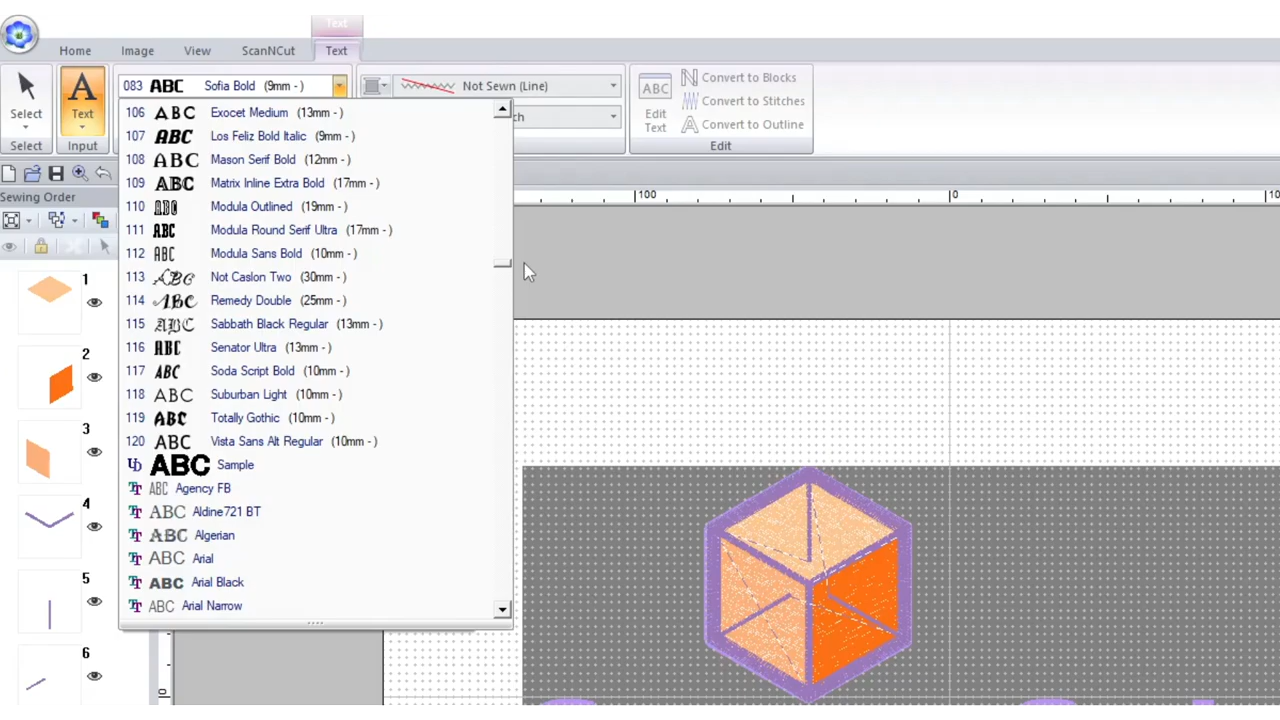 Text
Home Image View ScanNCut Text
083 ABC Sofia Bold (9mm - )
Not Sewn (Line)
Select
Text
Select
Input
ABC
Edit
Text
Convert to Blocks
Convert to Stitches
Convert to Outline
Edit
Sewing Order
106 ABC Exocet Medium (13mm - )
107 ABC Los Feliz Bold Italic (9mm - )
108 ABC Mason Serif Bold (12mm - )
109 ABC Matrix Inline Extra Bold (17mm - )
110 ABC Modula Outlined (19mm - )
111 ABC Modula Round Serif Ultra (17mm - )
112 ABC Modula Sans Bold (10mm - )
113 ABC Not Caslon Two (30mm - )
114 ABC Remedy Double (25mm - )
115 ABC Sabbath Black Regular (13mm - )
116 ABC Senator Ultra (13mm - )
117 ABC Soda Script Bold (10mm - )
118 ABC Suburban Light (10mm - )
119 ABC Totally Gothic (10mm - )
120 ABC Vista Sans Alt Regular (10mm - )
ABC Sample
ABC Agency FB
ABC Aldine721 BT
ABC Algerian
ABC Arial
ABC Arial Black
ABC Arial Narrow
1
2
3
4
5
6
100
0
0